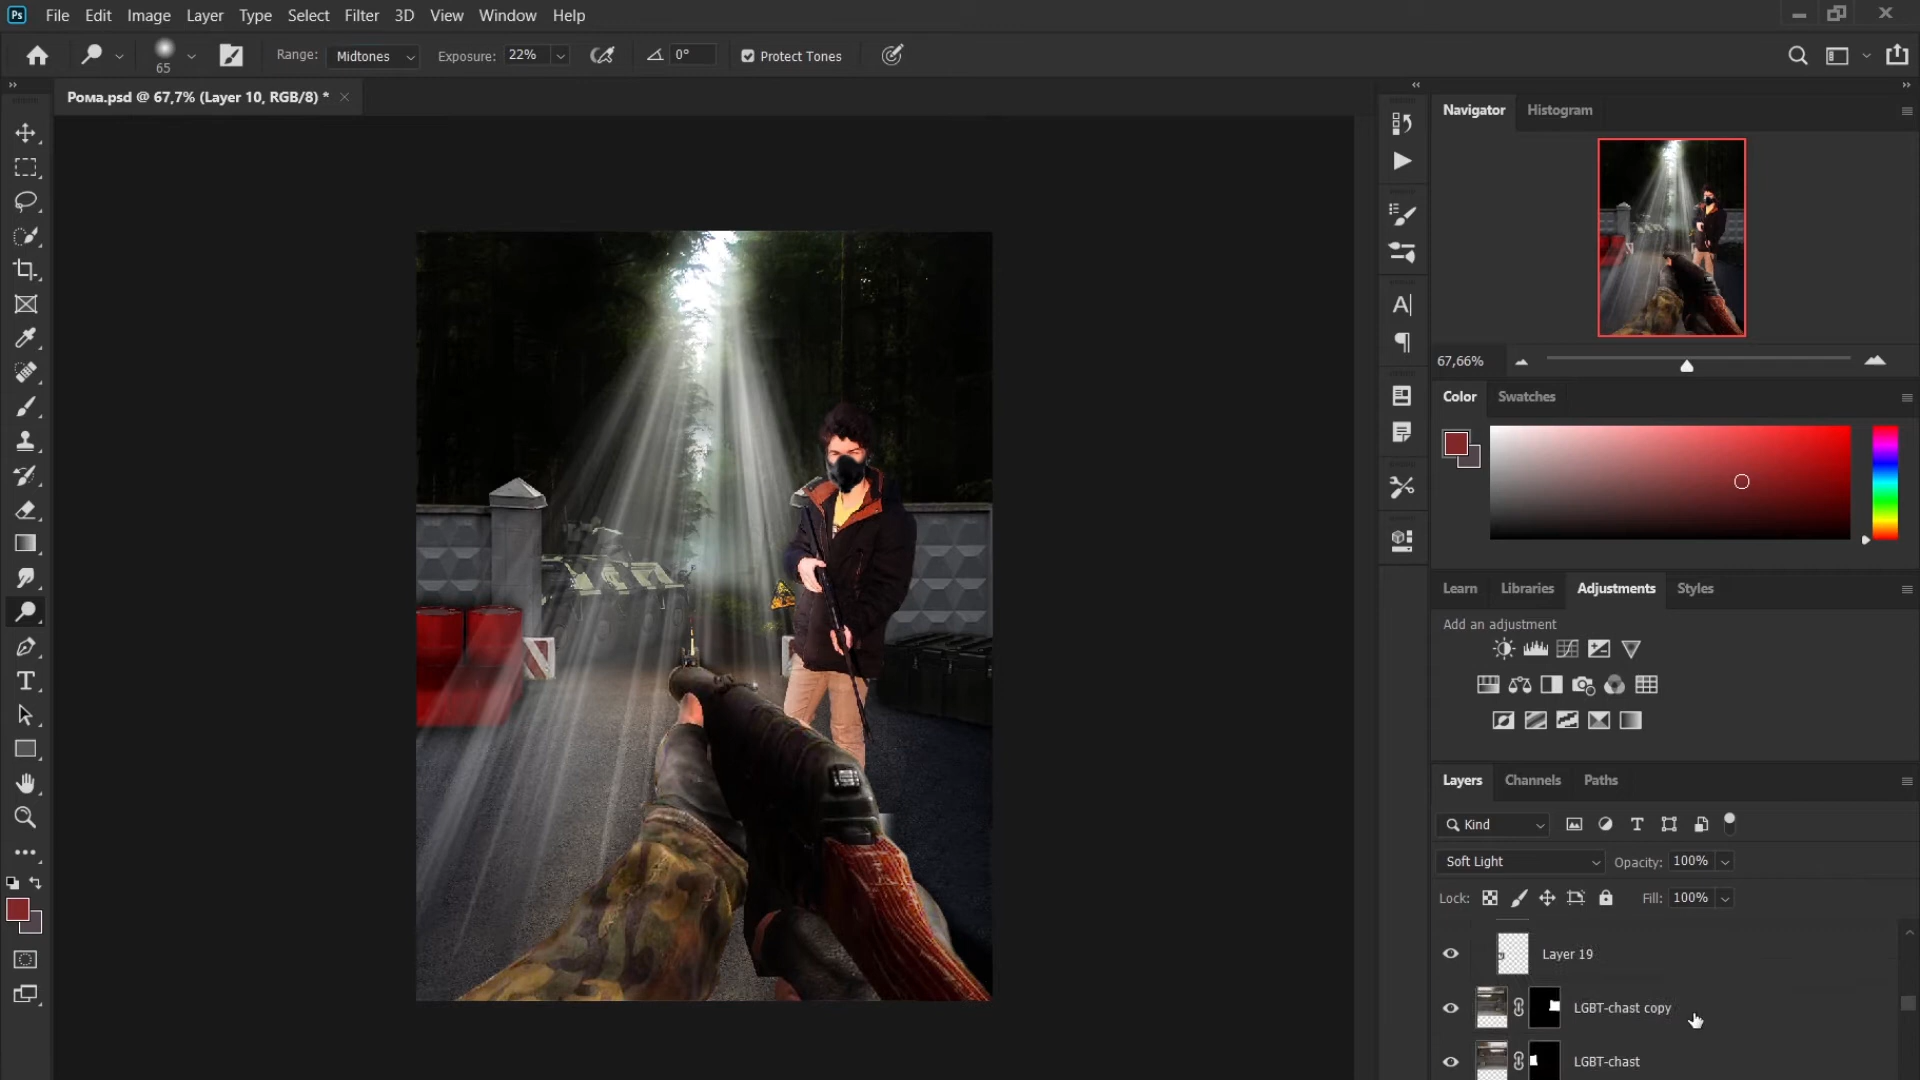 Ps File Edit Image Layer Type Select Filter 3D View Window Help
65 Range: Midtones Exposure: 22% 0° Protect Tones
Рома.psd @ 67,7% (Layer 10, RGB/8) *
Navigator Histogram
67,66%
Color Swatches
Learn Libraries Adjustments Styles
Add an adjustment
Layers Channels Paths
Kind
Soft Light Opacity: 100%
Lock: Fill: 100%
Layer 19
LGBT-chast copy
LGBT-chast